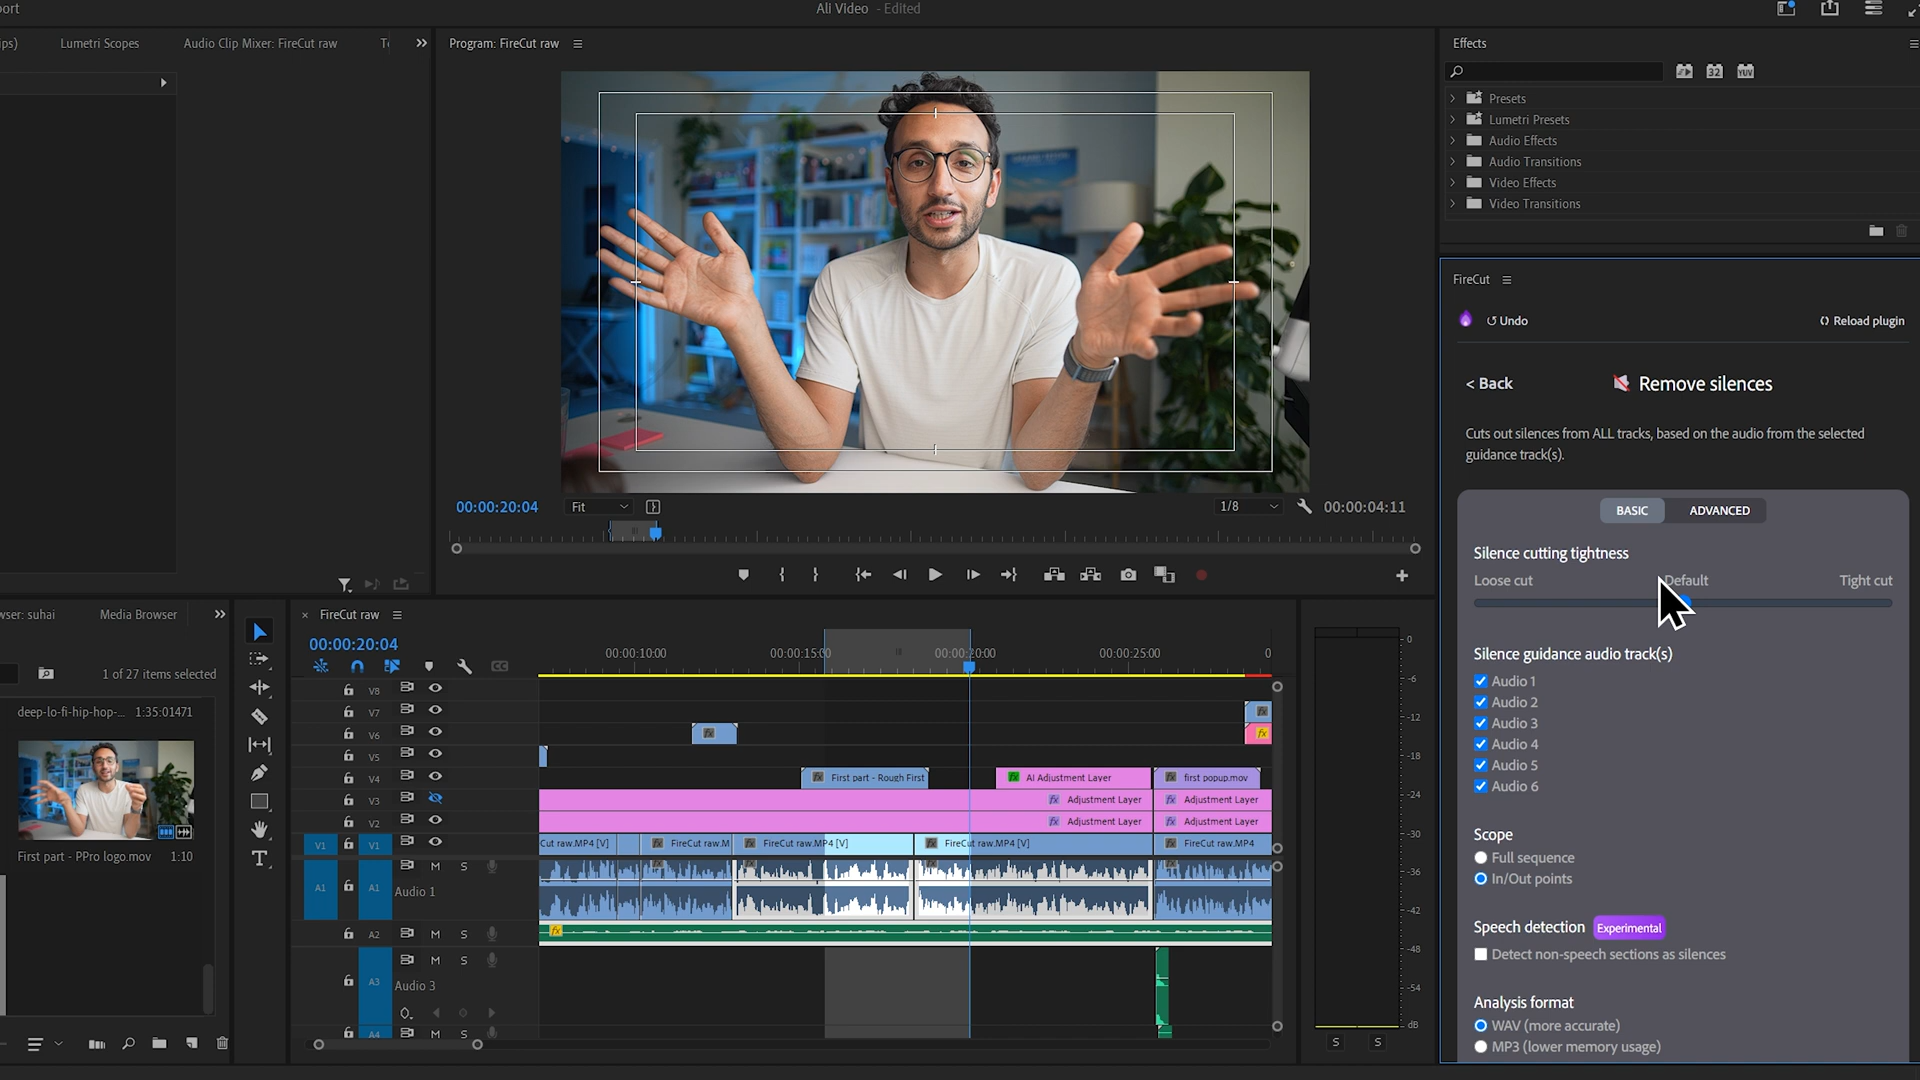 port
Ali Video - Edited
ips)
Lumetri Scopes
Audio Clip Mixer: FireCut raw
Program: FireCut raw
Effects
32
YUV
Presets
Lumetri Presets
Audio Effects
Audio Transitions
Video Effects
Video Transitions
FireCut
Undo
Reload plugin
< Back
Remove silences
Cuts out silences from ALL tracks, based on the audio from the selected
guidance track(s).
BASIC
ADVANCED
Silence cutting tightness
Loose cut
Default
Tight cut
Silence guidance audio track(s)
Audio 1
Audio 2
Audio 3
Audio 4
Audio 5
Audio 6
Scope
Full sequence
In/Out points
Speech detection
Experimental
Detect non-speech sections as silences
Analysis format
WAV (more accurate)
MP3 (lower memory usage)
00:00:20:04
Fit
1/8
00:00:04:11
wser: suhai
Media Browser
1 of 27 items selected
deep-lo-fi-hip-hop-... 1:35:01471
First part - PPro logo.mov 1:10
× FireCut raw
00:00:20:04
00:00:10:00
00:00:15:00
00:00:20:00
00:00:25:00
0
V8
V7
V6
V5
V4
First part - Rough First
AI Adjustment Layer
first popup.mov
V3
Adjustment Layer
Adjustment Layer
V2
Adjustment Layer
Adjustment Layer
V1
V1
Cut raw.MP4 [V]
FireCut raw.M
FireCut raw.MP4 [V]
FireCut raw.MP4 [V]
FireCut raw.MP4
A1
A1
M
S
Audio 1
A2
M
S
A3
M
S
Audio 3
A4
M
S
0
-6
-12
-18
-24
-30
-36
-42
-48
-54
dB
S
S